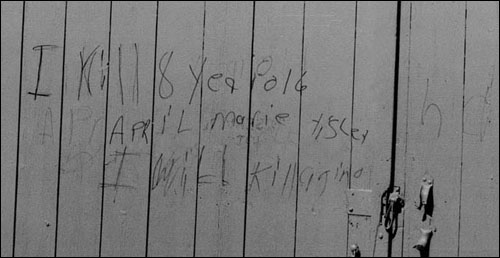 I Kill 8 year old
APRIL marie Tisley
I Will Kill again